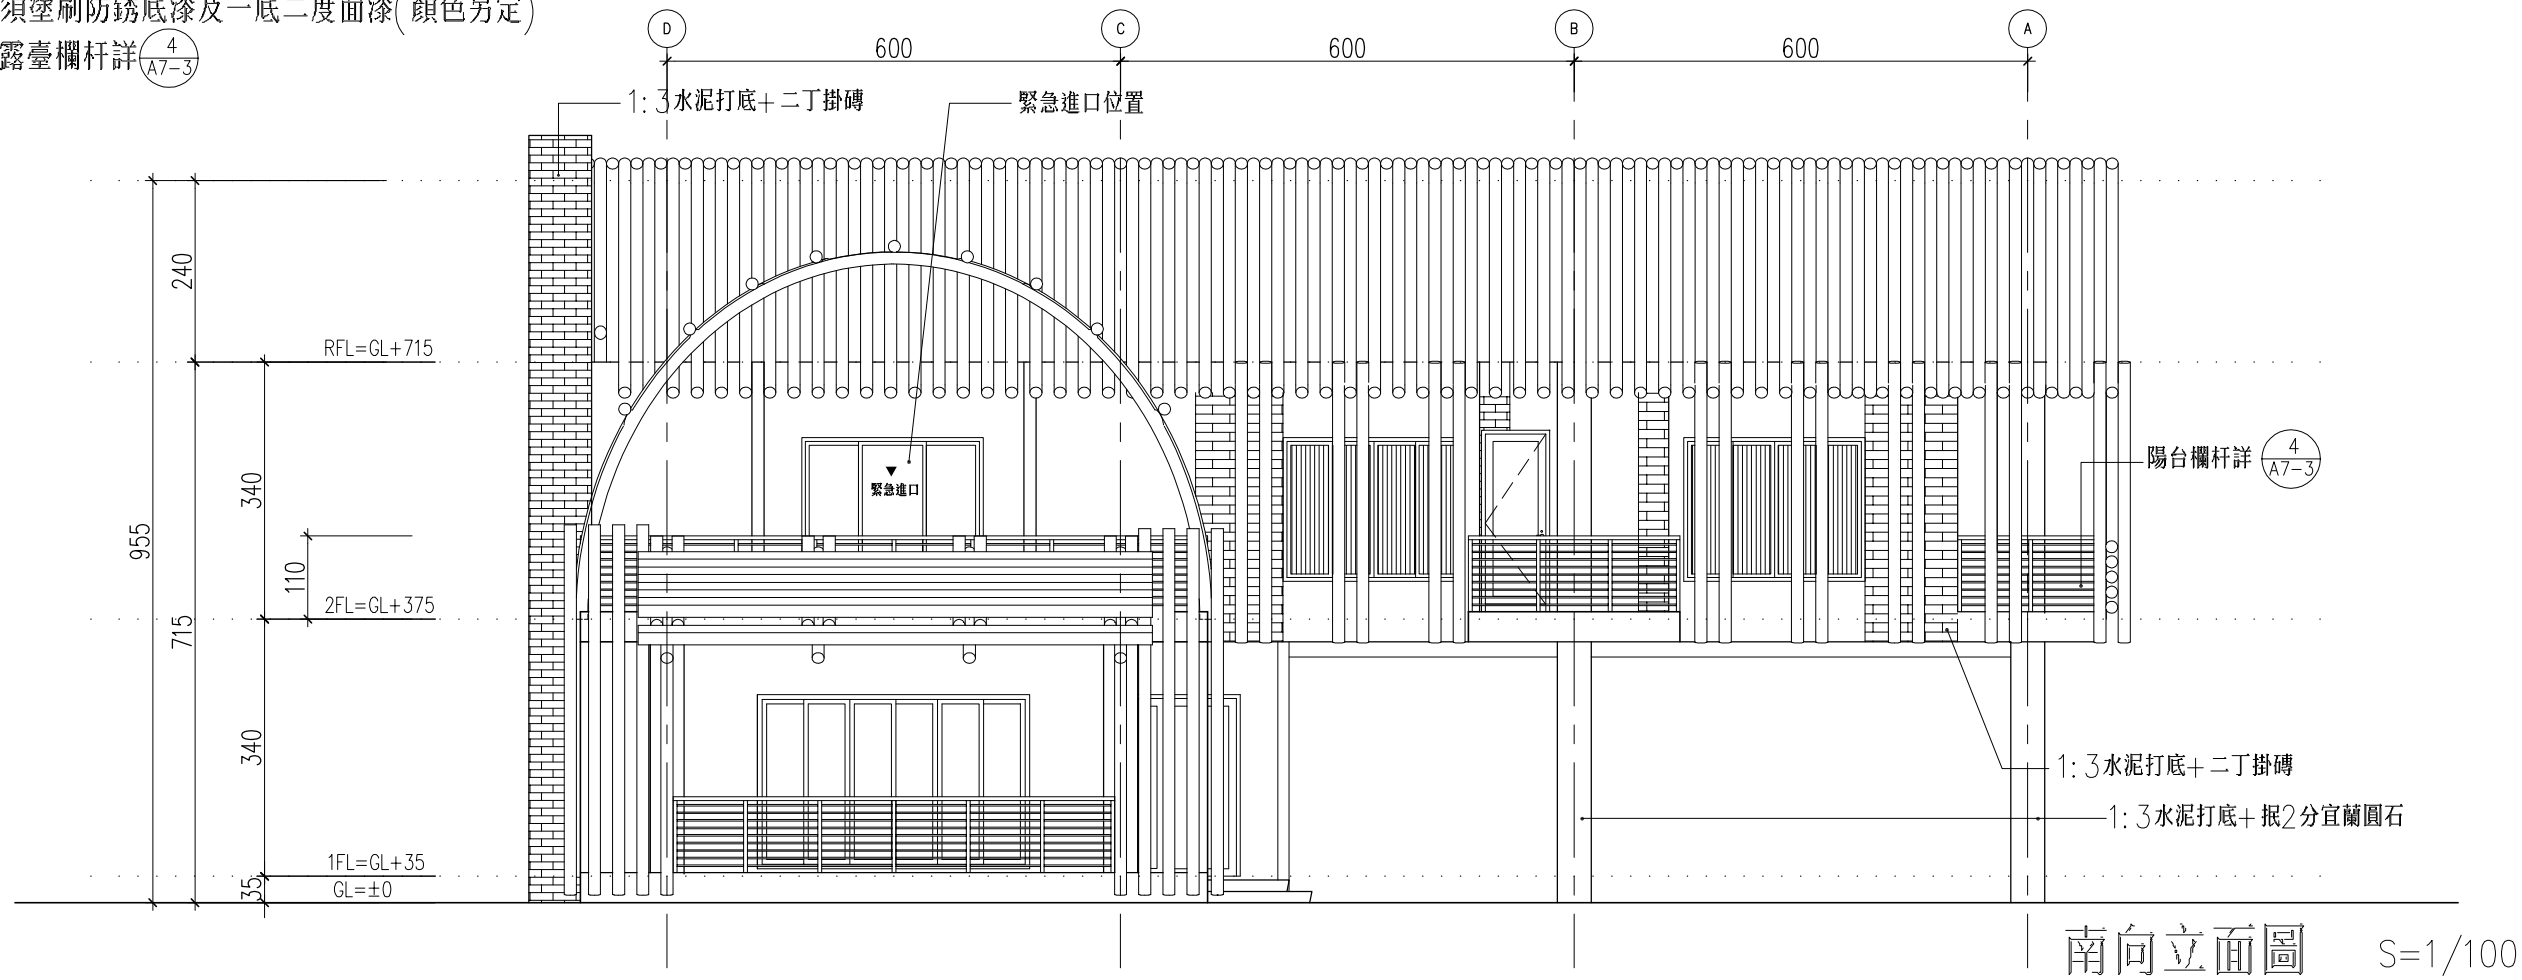 須塗刷防銹底漆及一底二度面漆(顏色另定)
露臺欄杆詳 4 A7-3
D C B A
600 600 600
1:3水泥打底+二丁掛磚
緊急進口位置
240
RFL=GL+715
340
955
110
715
2FL=GL+375
緊急進口
陽台欄杆詳 4 A7-3
340
1:3水泥打底+二丁掛磚
1:3水泥打底+抿2分宜蘭圓石
1FL=GL+35
35
GL=±0
南向立面圖 S=1/100